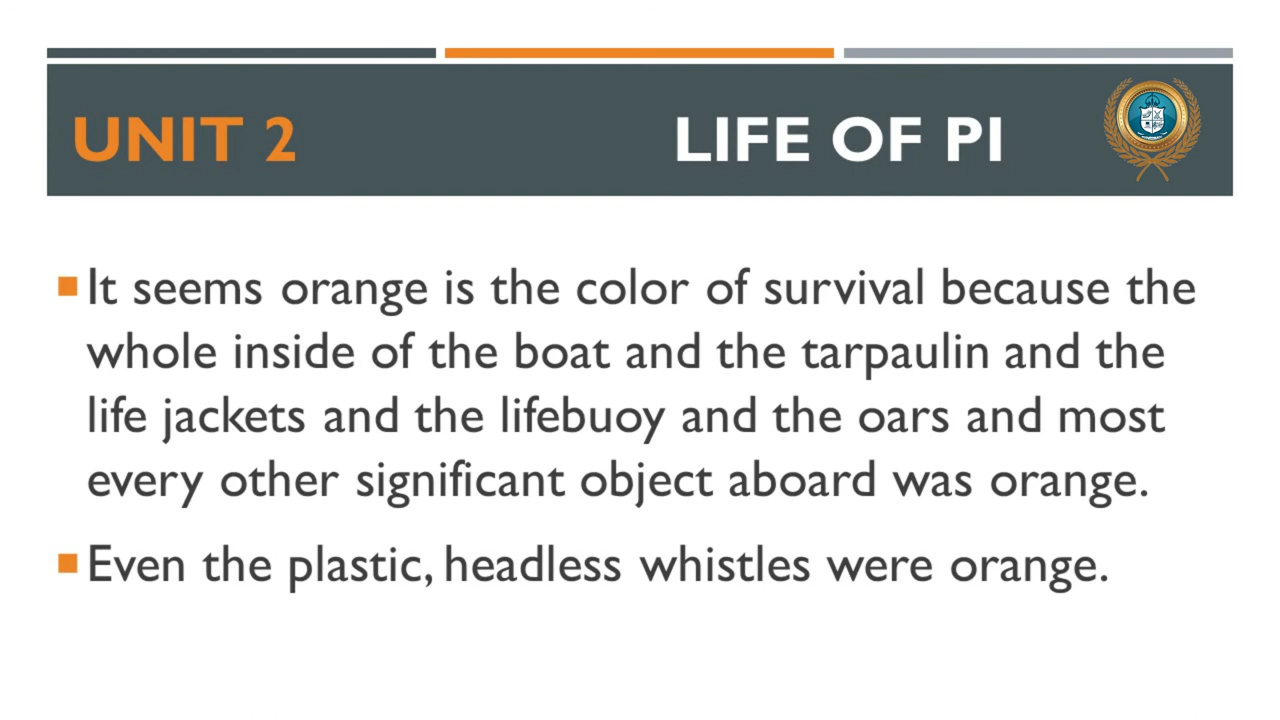 UNIT 2 LIFE OF PI
It seems orange is the color of survival because the
whole inside of the boat and the tarpaulin and the
life jackets and the lifebuoy and the oars and most
every other significant object aboard was orange.
Even the plastic, headless whistles were orange.